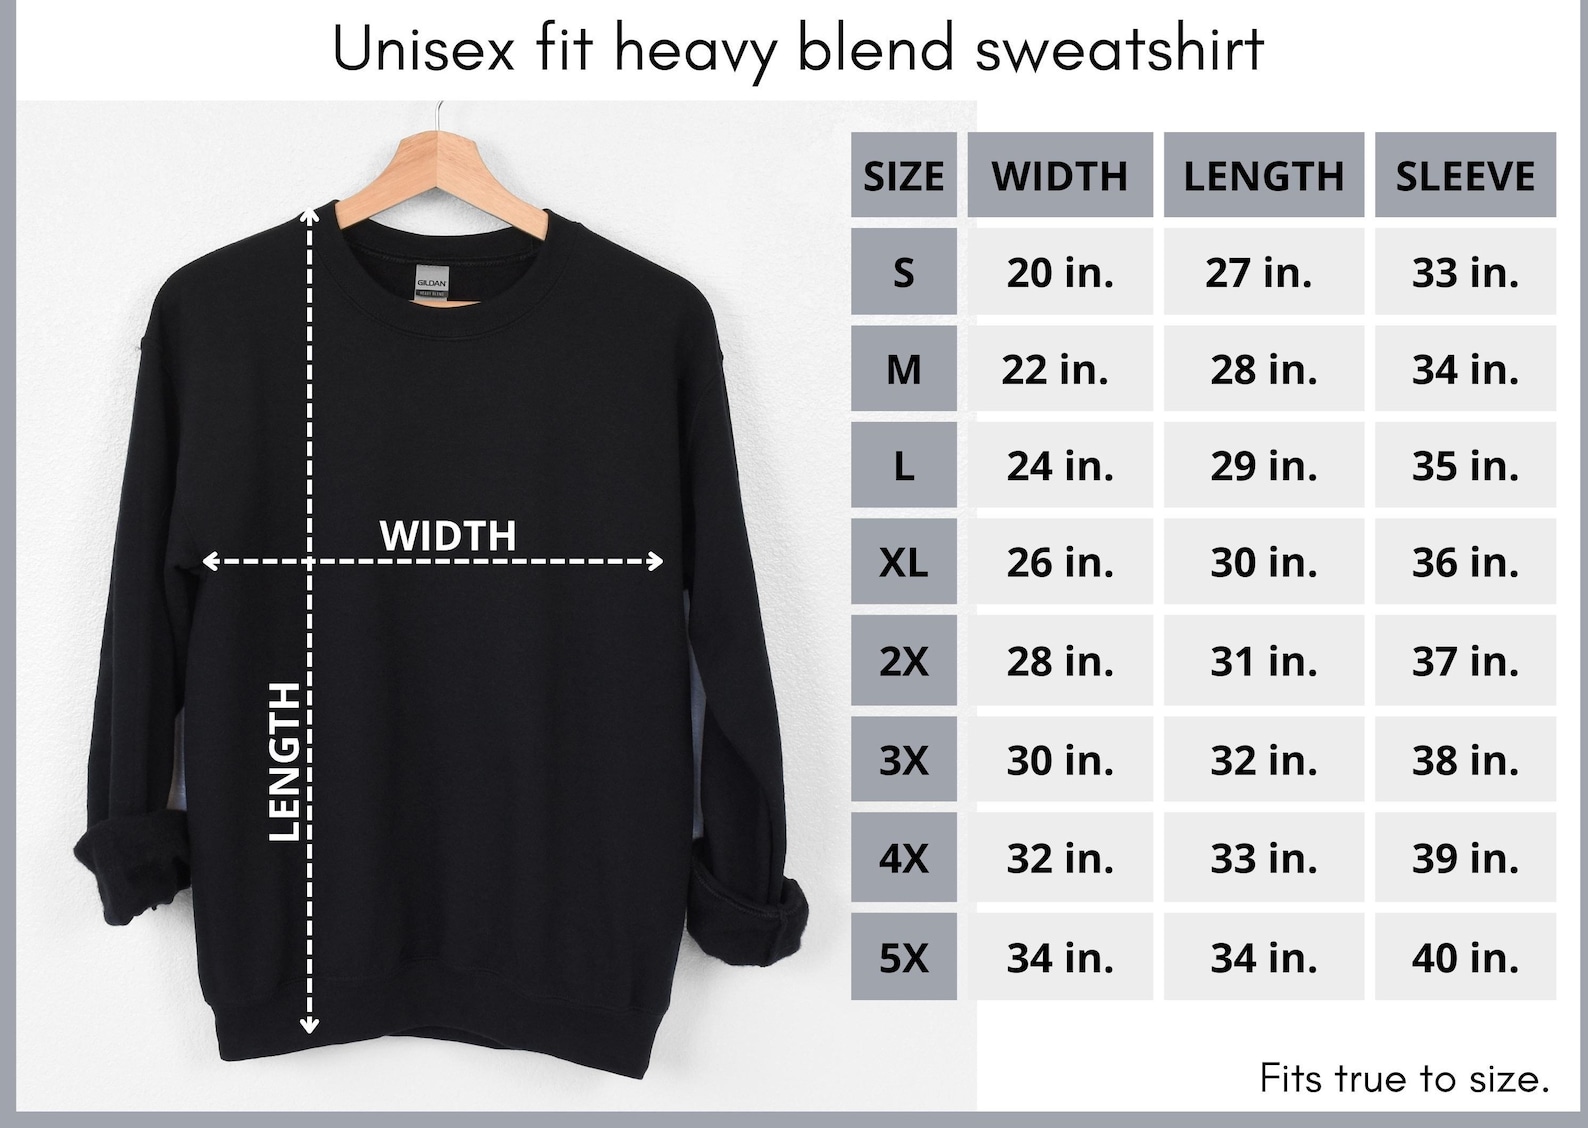 Unisex fit heavy blend sweatshirt
GILDAN
HEAVY BLEND
WIDTH
LENGTH
SIZE WIDTH LENGTH SLEEVE
S 20 in. 27 in. 33 in.
M 22 in. 28 in. 34 in.
L 24 in. 29 in. 35 in.
XL 26 in. 30 in. 36 in.
2X 28 in. 31 in. 37 in.
3X 30 in. 32 in. 38 in.
4X 32 in. 33 in. 39 in.
5X 34 in. 34 in. 40 in.
Fits true to size.